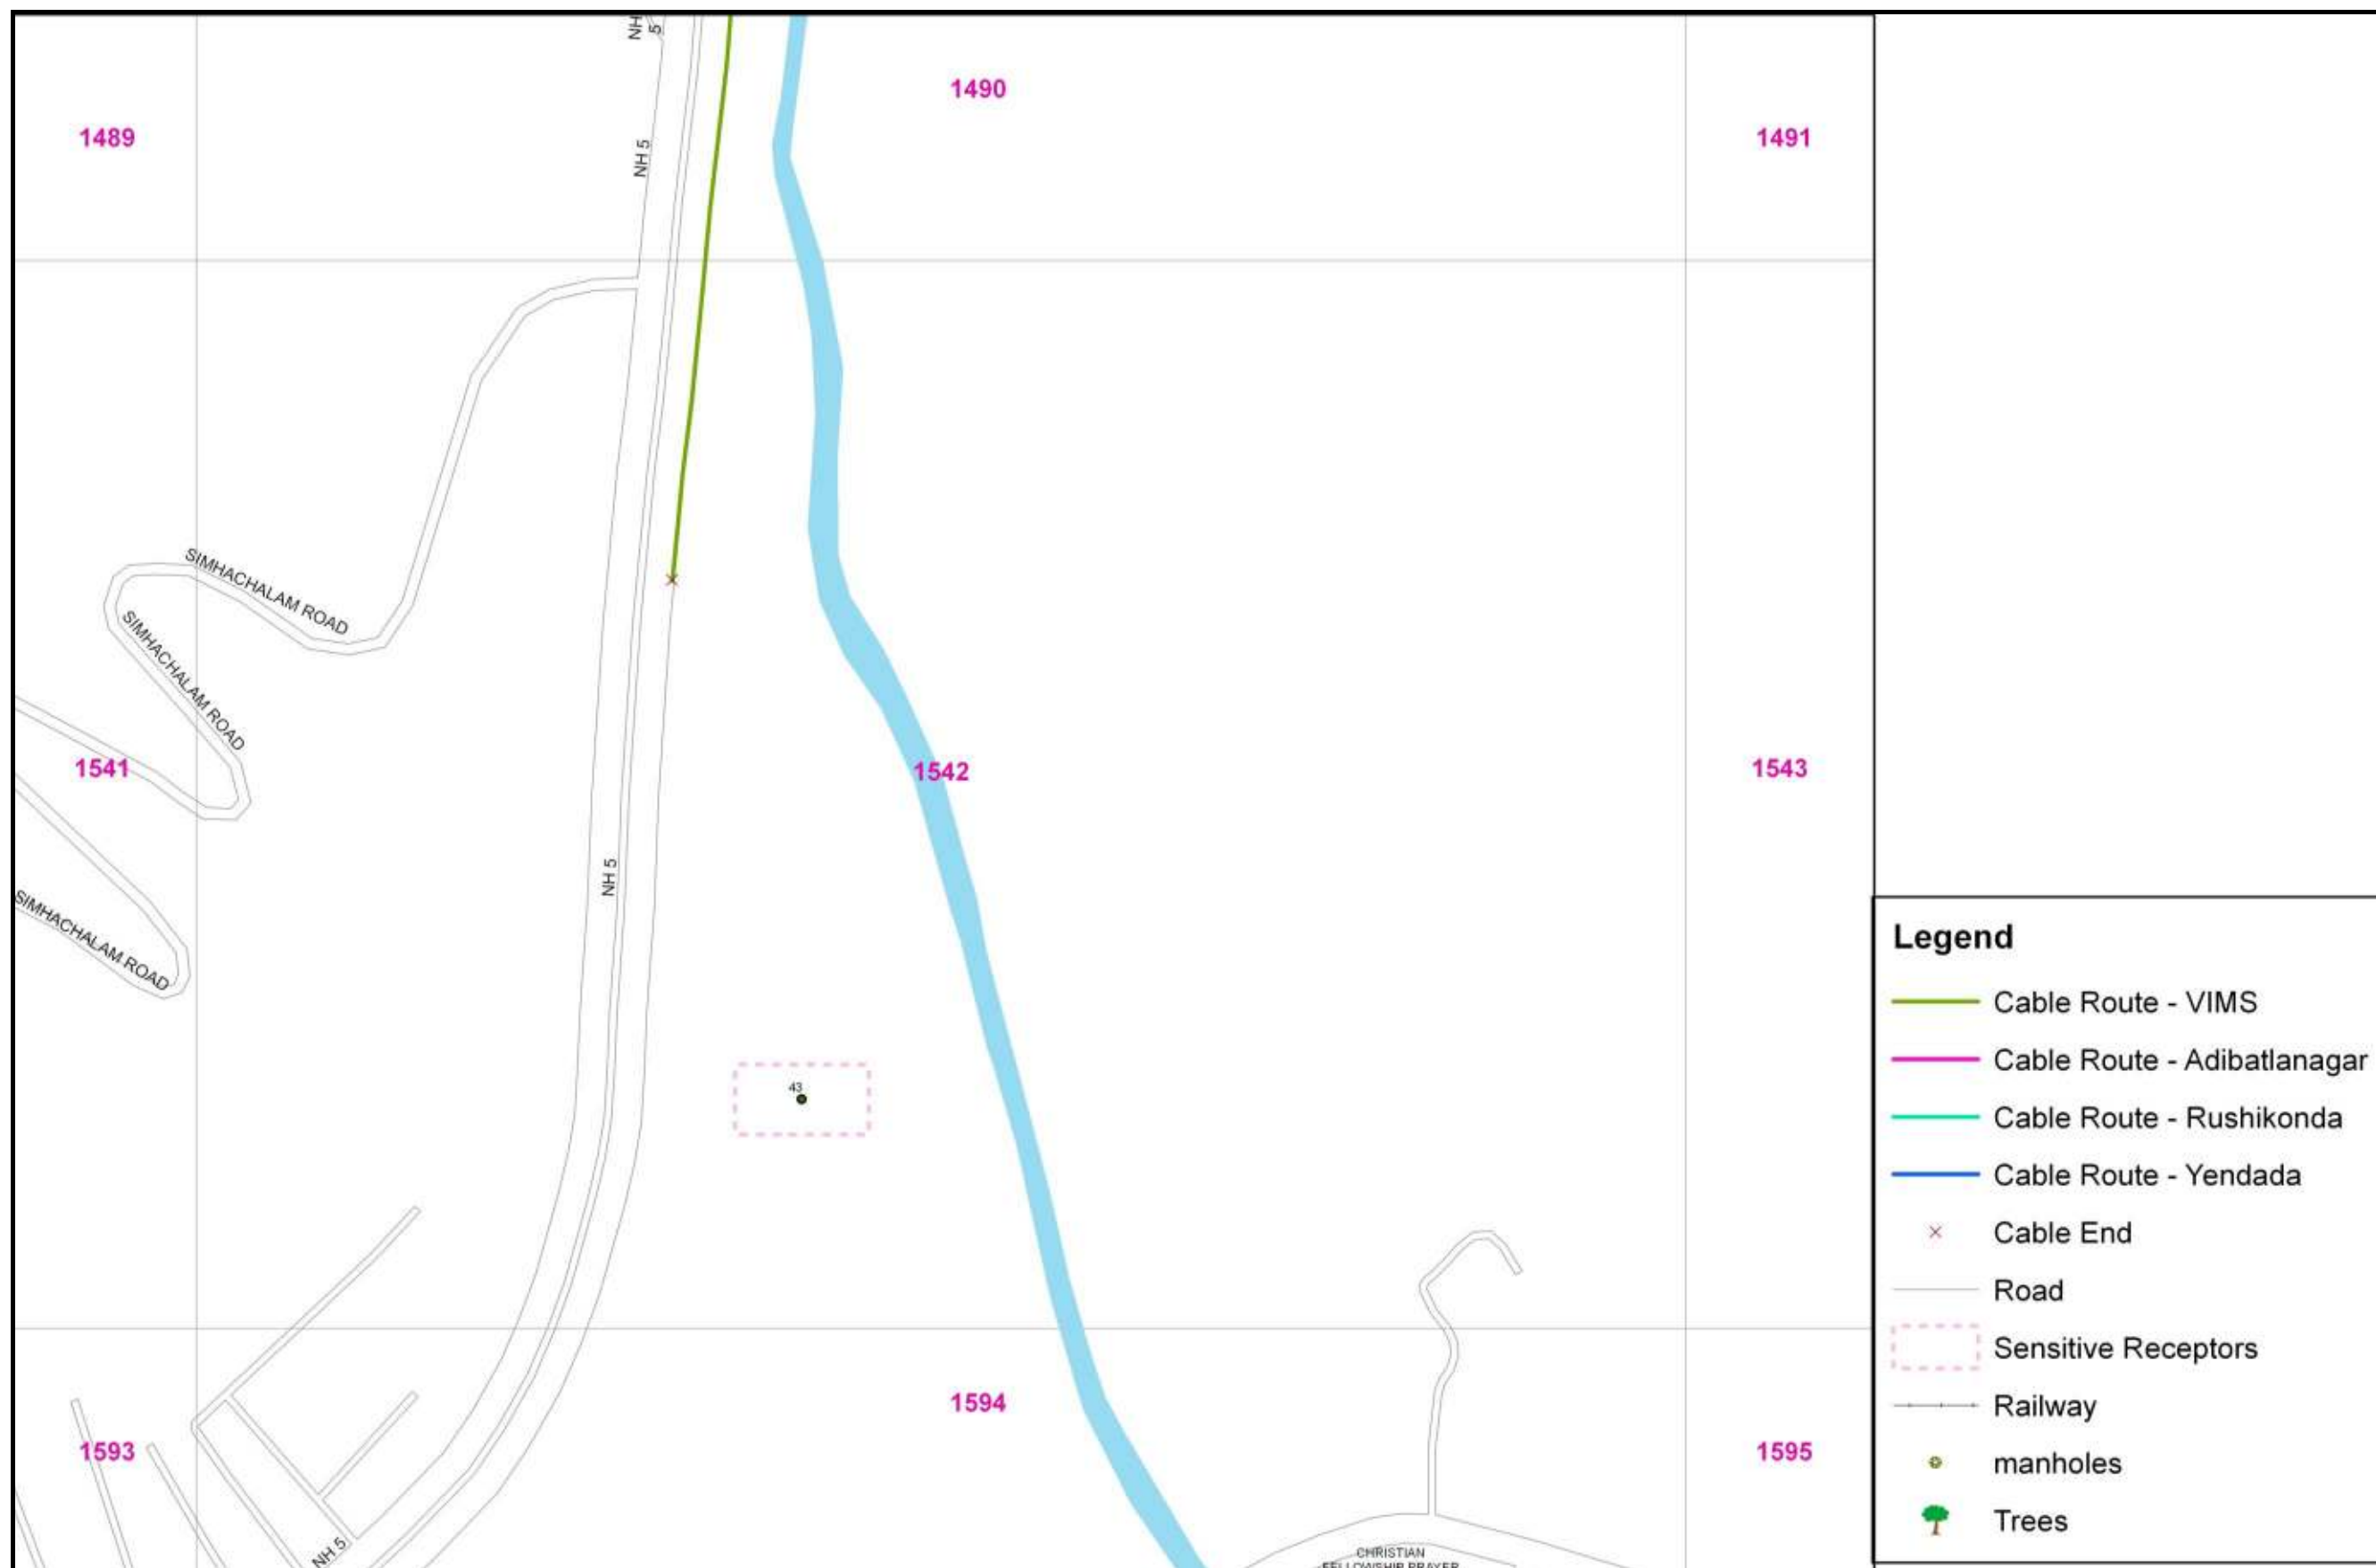 NH
5
1490
1489
1491
NH 5
SIMHACHALAM ROAD
SIMHACHALAM ROAD
1541
1542
1543
NH 5
SIMHACHALAM ROAD
43
1594
1593
1595
NH 5
CHRISTIAN
FELLOWSHIP PRAYER
Legend
Cable Route - VIMS
Cable Route - Adibatlanagar
Cable Route - Rushikonda
Cable Route - Yendada
Cable End
Road
Sensitive Receptors
Railway
manholes
Trees